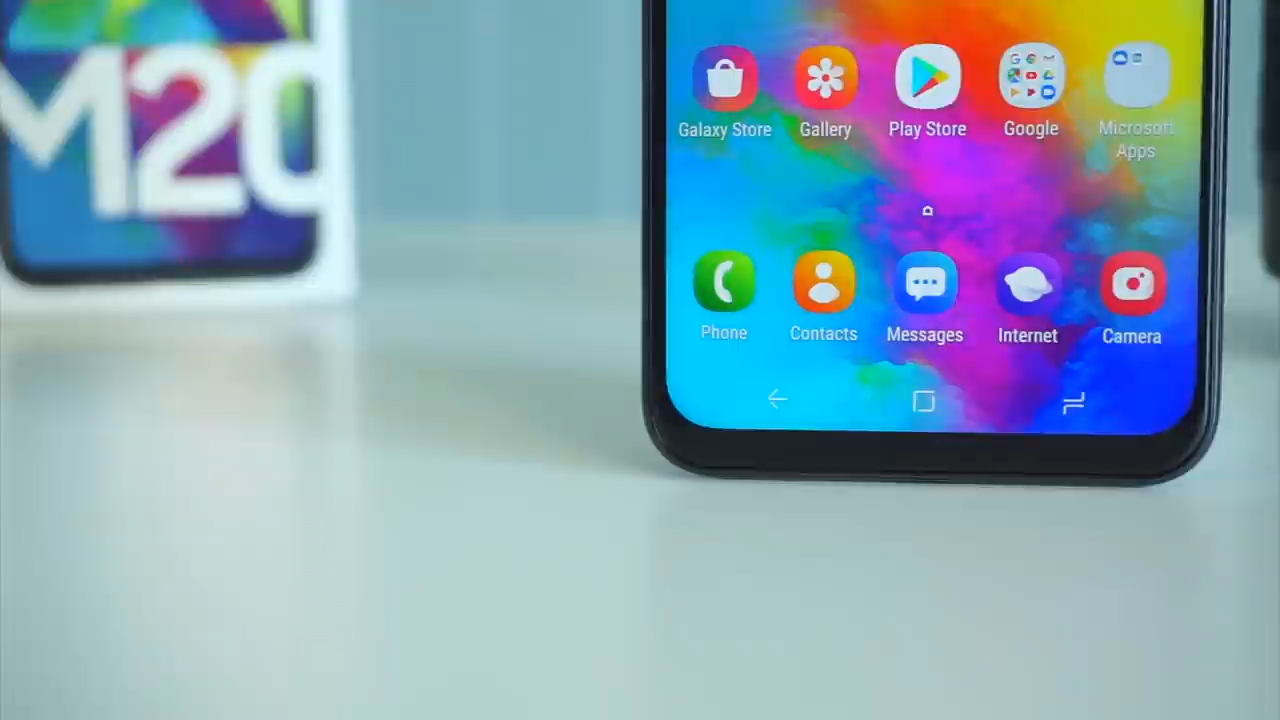 M20
Galaxy Store
Gallery
Play Store
Google
Microsoft
Apps
Phone
Contacts
Messages
Internet
Camera